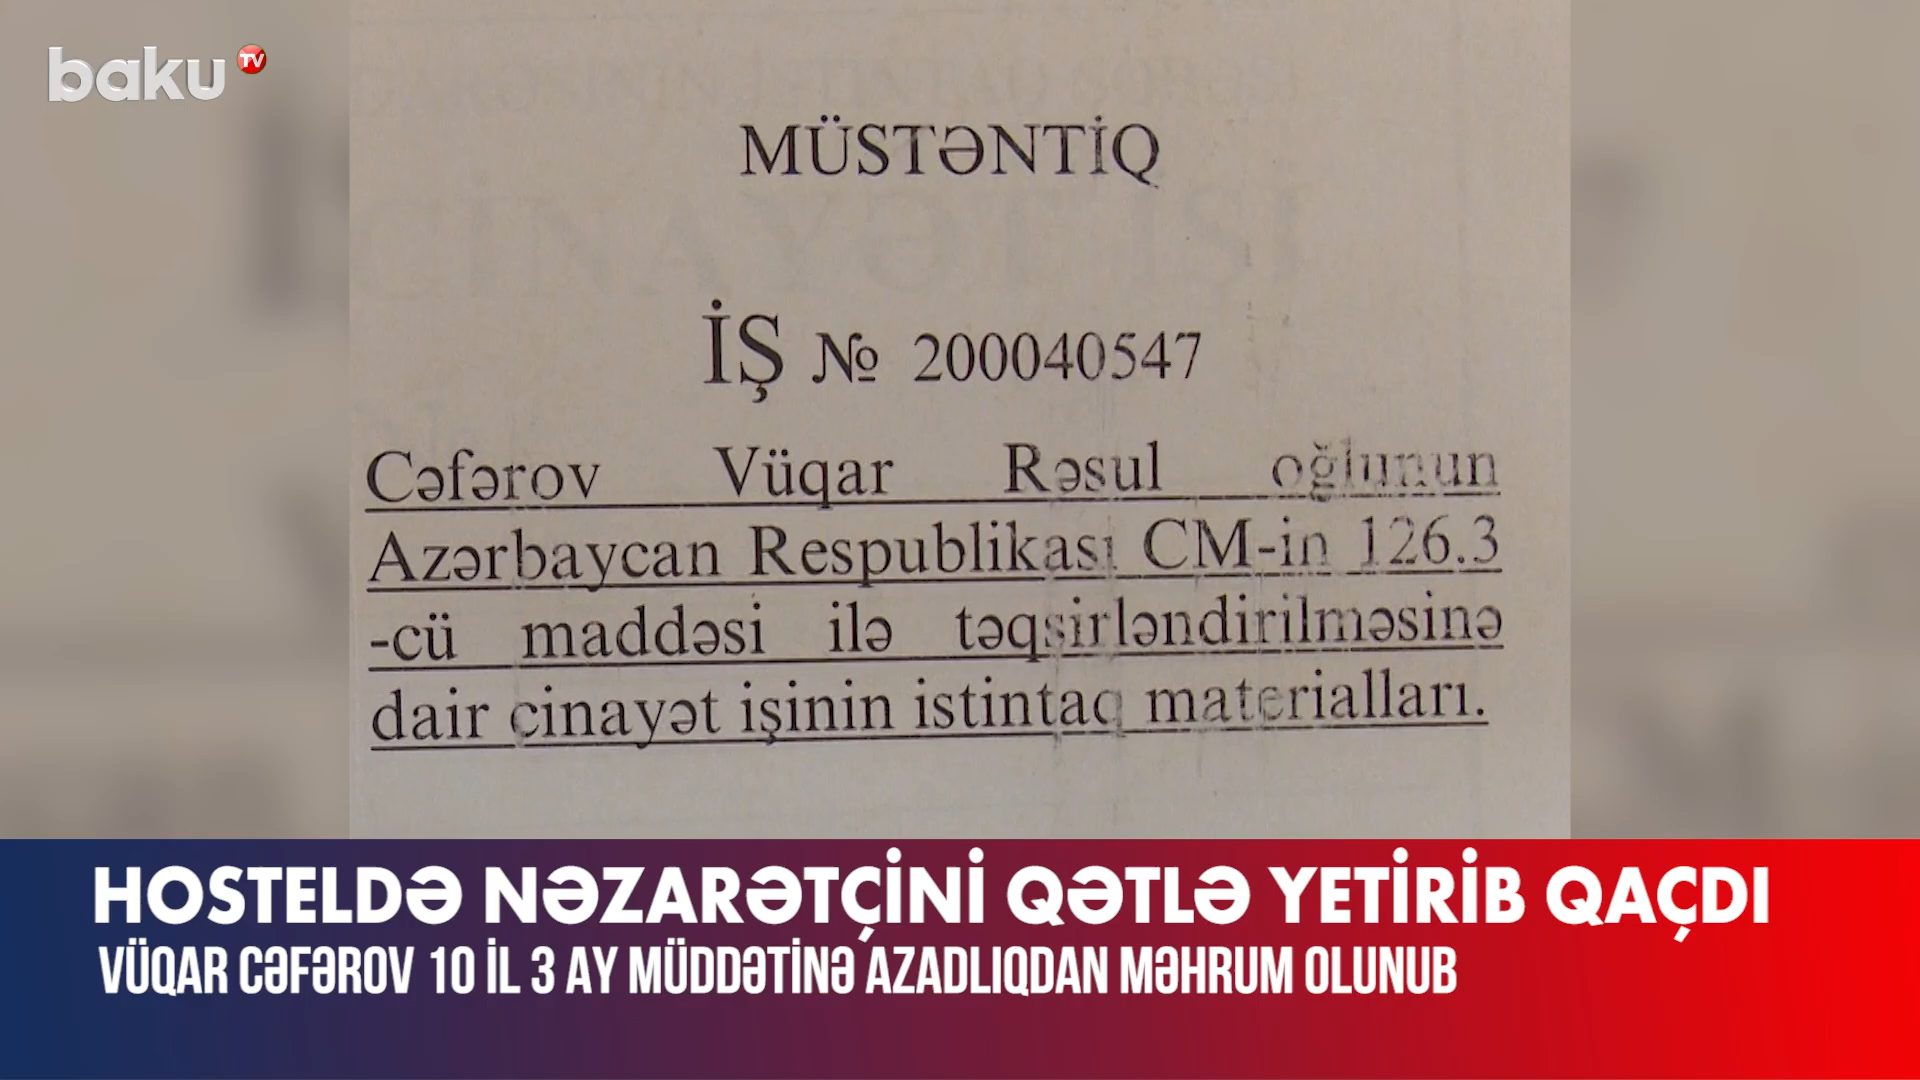 baku TV
MÜSTƏNTİQ
İŞ № 200040547
Cəfərov Vüqar Rəsul oğlunun
Azərbaycan Respublikası CM-in 126.3
-cü maddəsi ilə təqsirləndirilməsinə
dair cinayət işinin istintaq materialları.
HOSTELDƏ NƏZARƏTÇİNİ QƏTLƏ YETİRİB QAÇDI
VÜQAR CƏFƏROV 10 İL 3 AY MÜDDƏTİNƏ AZADLIQDAN MƏHRUM OLUNUB